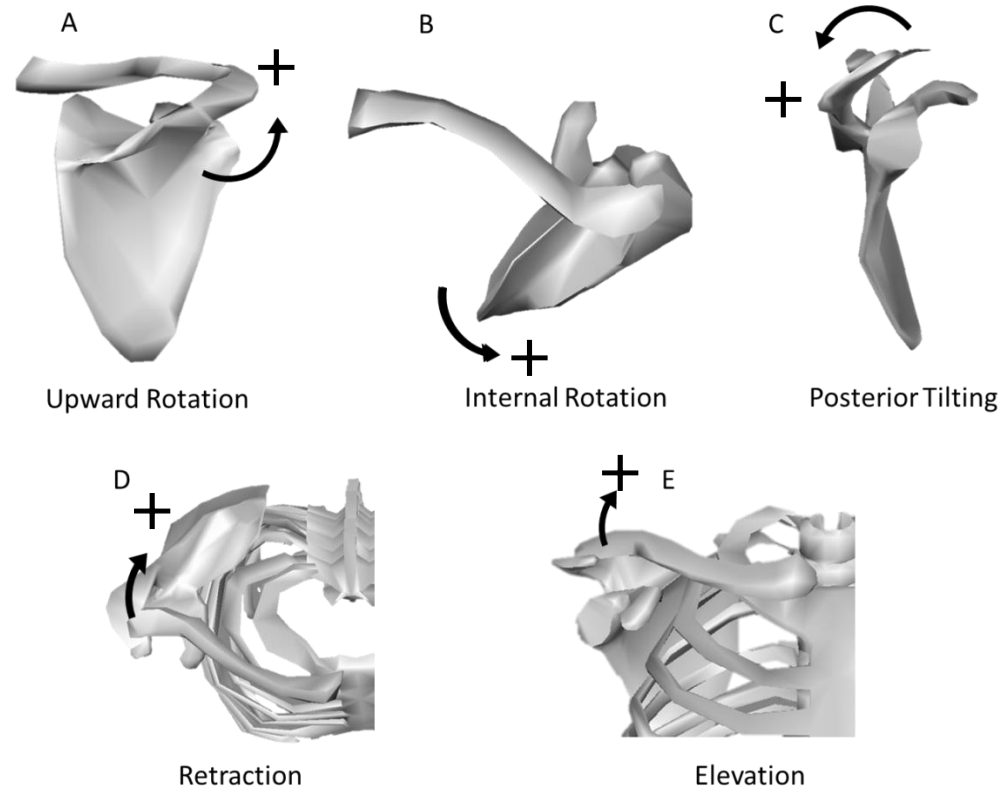 A
B
C
+
+
+
Upward Rotation
Internal Rotation
Posterior Tilting
D
E
+
+
Retraction
Elevation